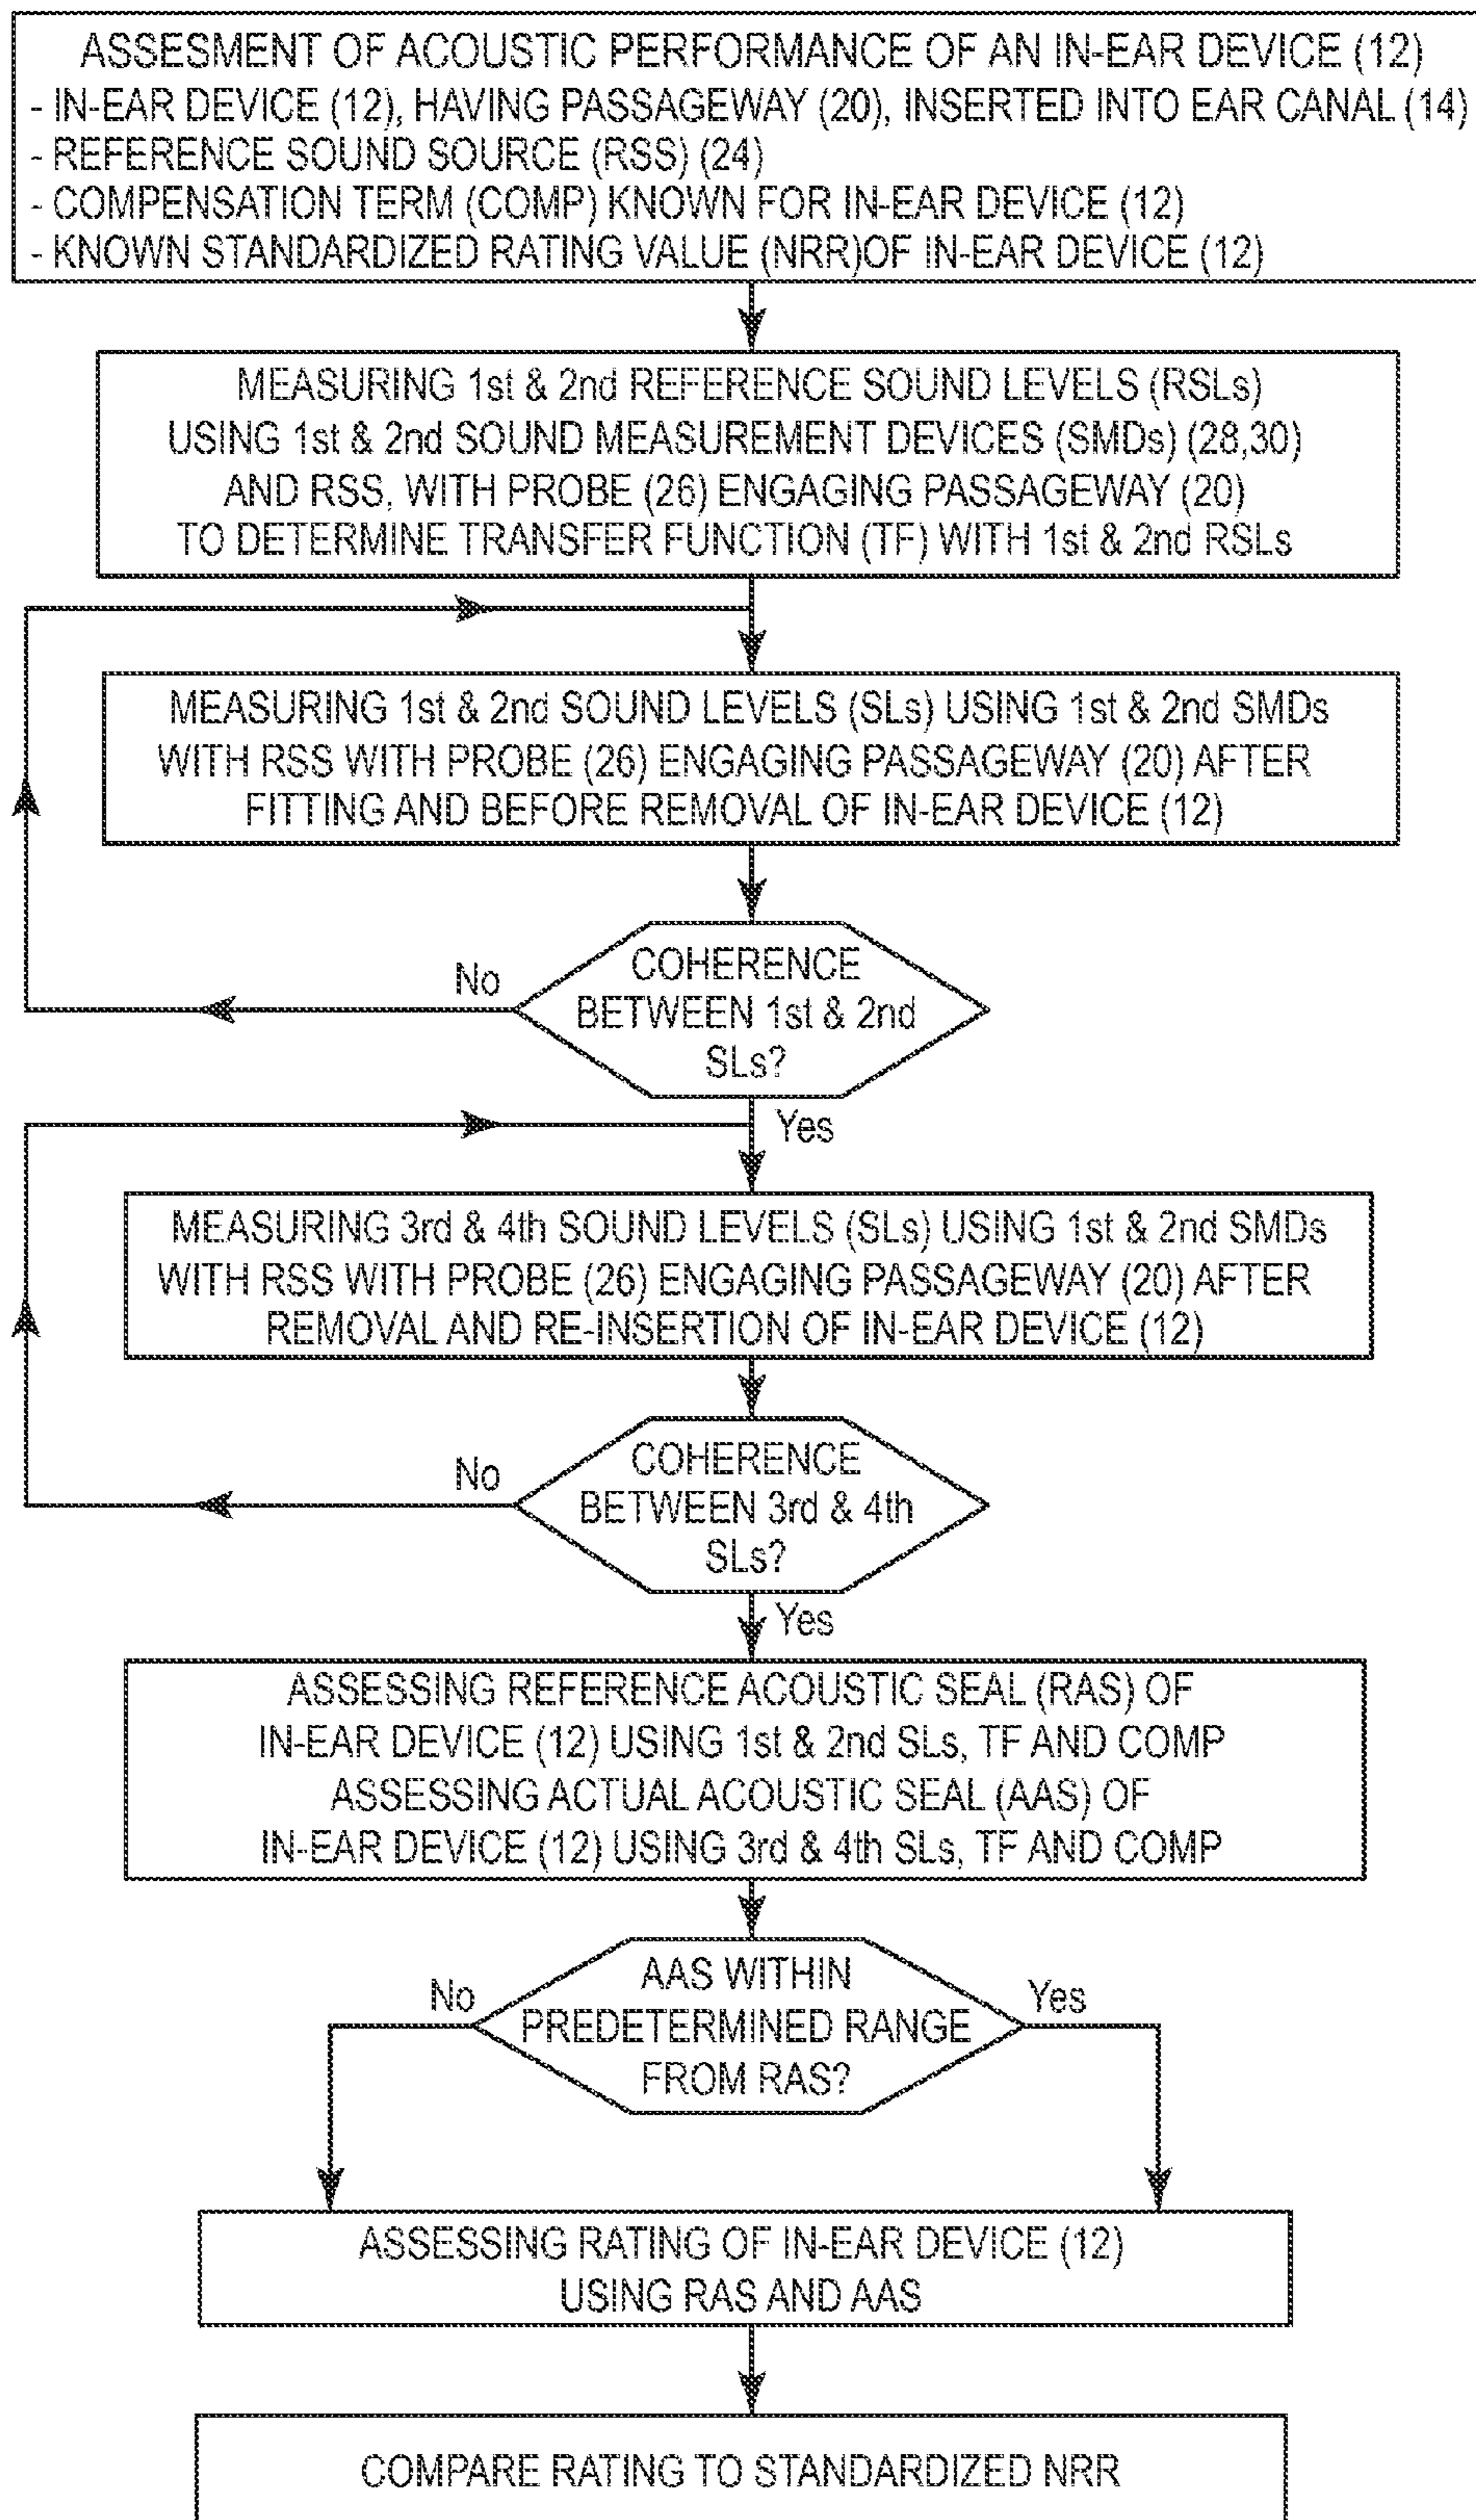 ASSESMENT OF ACOUSTIC PERFORMANCE OF AN IN-EAR DEVICE (12)
- IN-EAR DEVICE (12), HAVING PASSAGEWAY (20), INSERTED INTO EAR CANAL (14)
- REFERENCE SOUND SOURCE (RSS) (24)
- COMPENSATION TERM (COMP) KNOWN FOR IN-EAR DEVICE (12)
- KNOWN STANDARDIZED RATING VALUE (NRR)OF IN-EAR DEVICE (12)
MEASURING 1st & 2nd REFERENCE SOUND LEVELS (RSLs)
USING 1st & 2nd SOUND MEASUREMENT DEVICES (SMDs) (28,30)
AND RSS, WITH PROBE (26) ENGAGING PASSAGEWAY (20)
TO DETERMINE TRANSFER FUNCTION (TF) WITH 1st & 2nd RSLs
MEASURING 1st & 2nd SOUND LEVELS (SLs) USING 1st & 2nd SMDs
WITH RSS WITH PROBE (26) ENGAGING PASSAGEWAY (20) AFTER
FITTING AND BEFORE REMOVAL OF IN-EAR DEVICE (12)
No
COHERENCE
BETWEEN 1st & 2nd
SLs?
Yes
MEASURING 3rd & 4th SOUND LEVELS (SLs) USING 1st & 2nd SMDs
WITH RSS WITH PROBE (26) ENGAGING PASSAGEWAY (20) AFTER
REMOVAL AND RE-INSERTION OF IN-EAR DEVICE (12)
No
COHERENCE
BETWEEN 3rd & 4th
SLs?
Yes
ASSESSING REFERENCE ACOUSTIC SEAL (RAS) OF
IN-EAR DEVICE (12) USING 1st & 2nd SLs, TF AND COMP
ASSESSING ACTUAL ACOUSTIC SEAL (AAS) OF
IN-EAR DEVICE (12) USING 3rd & 4th SLs, TF AND COMP
No
AAS WITHIN
PREDETERMINED RANGE
FROM RAS?
Yes
ASSESSING RATING OF IN-EAR DEVICE (12)
USING RAS AND AAS
COMPARE RATING TO STANDARDIZED NRR